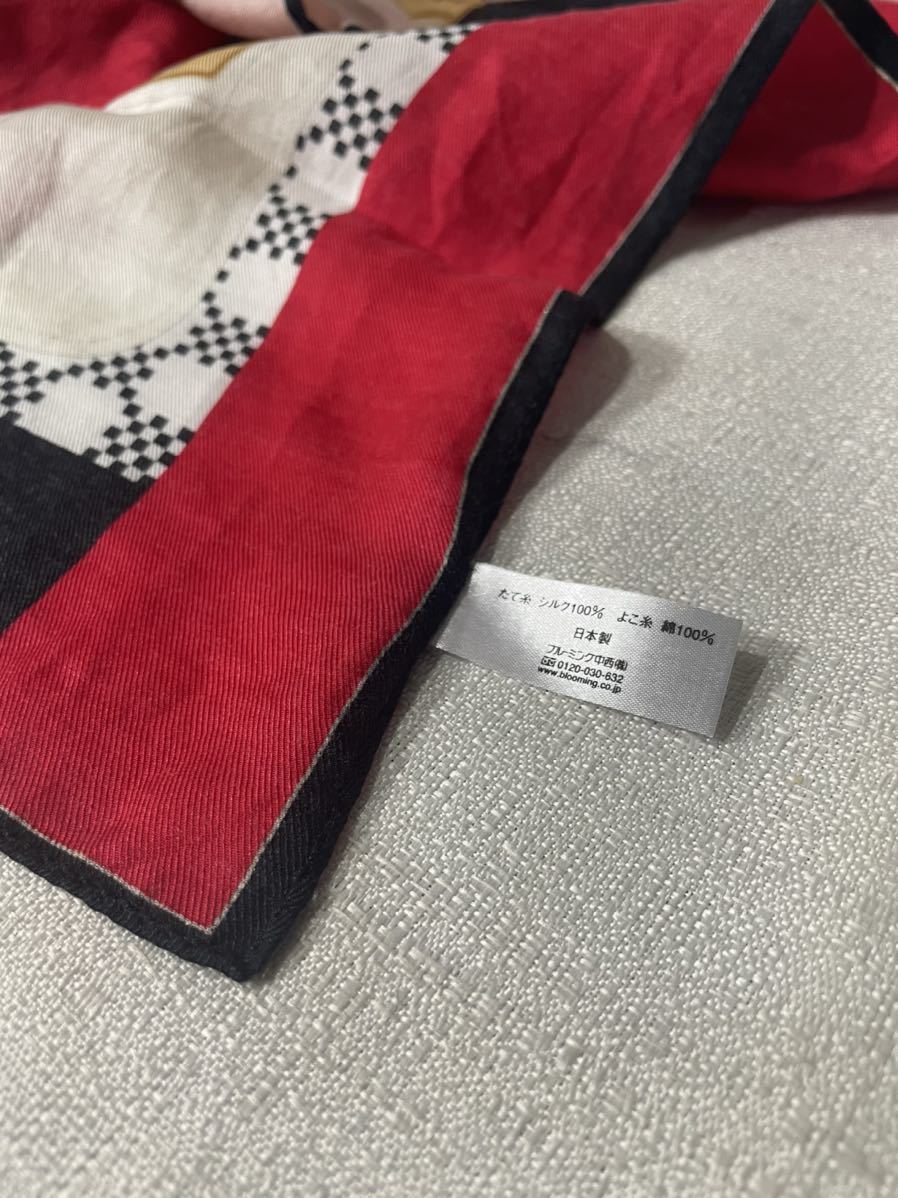 たて糸 シルク100% よこ糸 綿100%
日本製
ブルーミング中西(株)
0120-030-632
www.blooming.co.jp